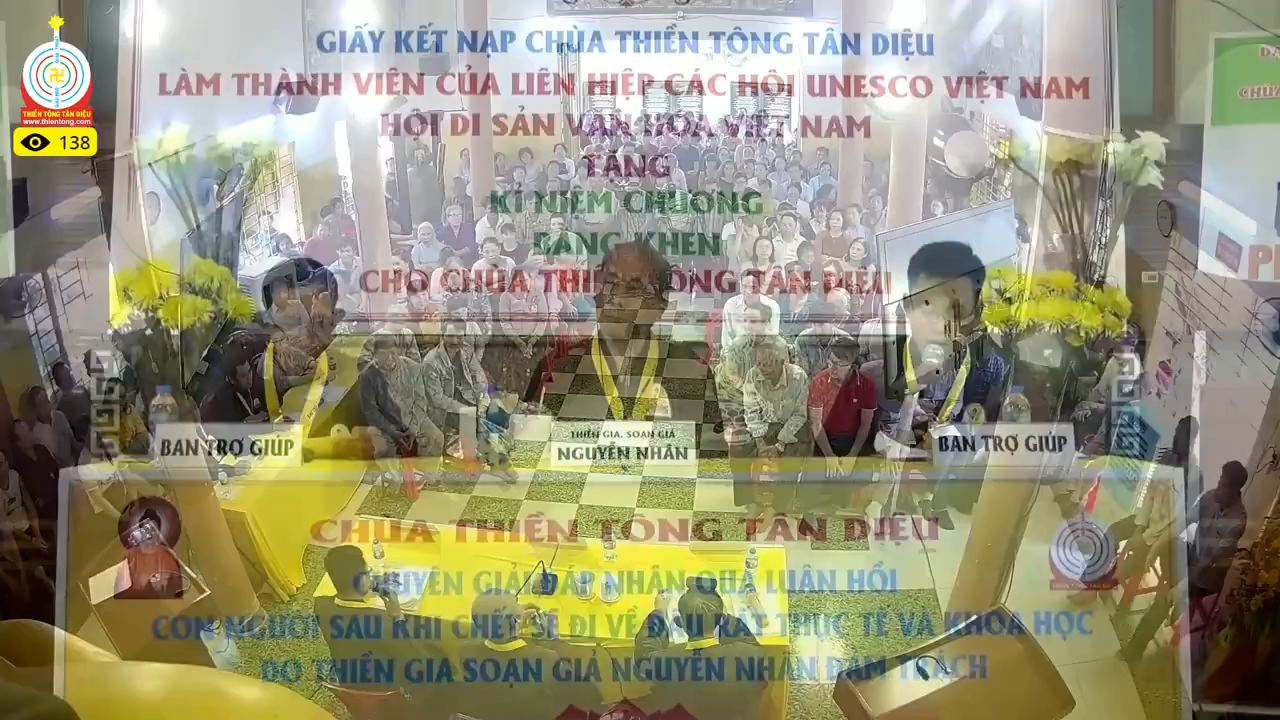 THIỀN TÔNG TÂN DIỆU
www.thientong.com
138
GIẤY KẾT NẠP CHÙA THIỀN TÔNG TÂN DIỆU
LÀM THÀNH VIÊN CỦA LIÊN HIỆP CÁC HỘI UNESCO VIỆT NAM
HỘI DI SẢN VĂN HÓA VIỆT NAM
TẶNG
KỈ NIỆM CHƯƠNG
BẰNG KHEN
CHO CHÙA THIỀN TÔNG TÂN DIỆU
CHÙA
BAN TRỢ GIÚP
THIỀN GIA, SOẠN GIẢ
NGUYỄN NHÂN
BAN TRỢ GIÚP
CHÙA THIỀN TÔNG TÂN DIỆU
CHUYÊN GIẢI ĐÁP NHÂN QUẢ LUÂN HỒI
CON NGƯỜI SAU KHI CHẾT SẼ ĐI VỀ ĐÂU RẤT THỰC TẾ VÀ KHOA HỌC
DO THIỀN GIA SOẠN GIẢ NGUYỄN NHÂN ĐẢM TRÁCH